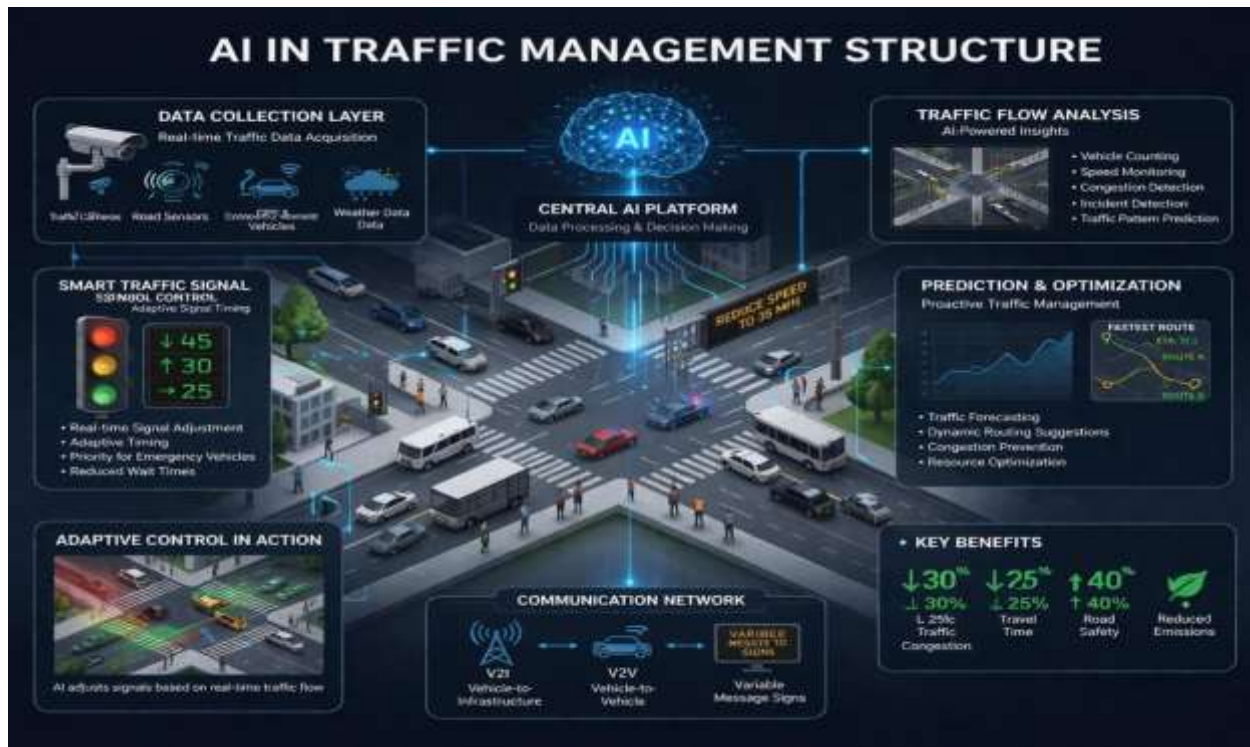 AI IN TRAFFIC MANAGEMENT STRUCTURE
DATA COLLECTION LAYER
Real-time Traffic Data Acquisition
Road Sensors
Vehicles
Weather Data
Data
AI
CENTRAL AI PLATFORM
Data Processing & Decision Making
TRAFFIC FLOW ANALYSIS
AI-Powered Insights
• Vehicle Counting
• Speed Monitoring
• Congestion Detection
• Incident Detection
• Traffic Pattern Prediction
SMART TRAFFIC SIGNAL
CONTROL
Adaptive Signal Timing
↓ 45
↑ 30
→ 25
• Real-time Signal Adjustment
• Adaptive Timing
• Priority for Emergency Vehicles
• Reduced Wait Times
REDUCE SPEED
TO 35 MPH
PREDICTION & OPTIMIZATION
Proactive Traffic Management
FASTEST ROUTE
• Traffic Forecasting
• Dynamic Routing Suggestions
• Congestion Prevention
• Resource Optimization
ADAPTIVE CONTROL IN ACTION
AI adjusts signals based on real-time traffic flow
COMMUNICATION NETWORK
V2I
Vehicle-to-
Infrastructure
V2V
Vehicle-to-
Vehicle
SIGNS
Variable
Message Signs
• KEY BENEFITS
↓30%
⊥ 30%
Traffic
Congestion
↓25%
⊥ 25%
Travel
Time
↑40%
↑ 40%
Road
Safety
Reduced
Emissions